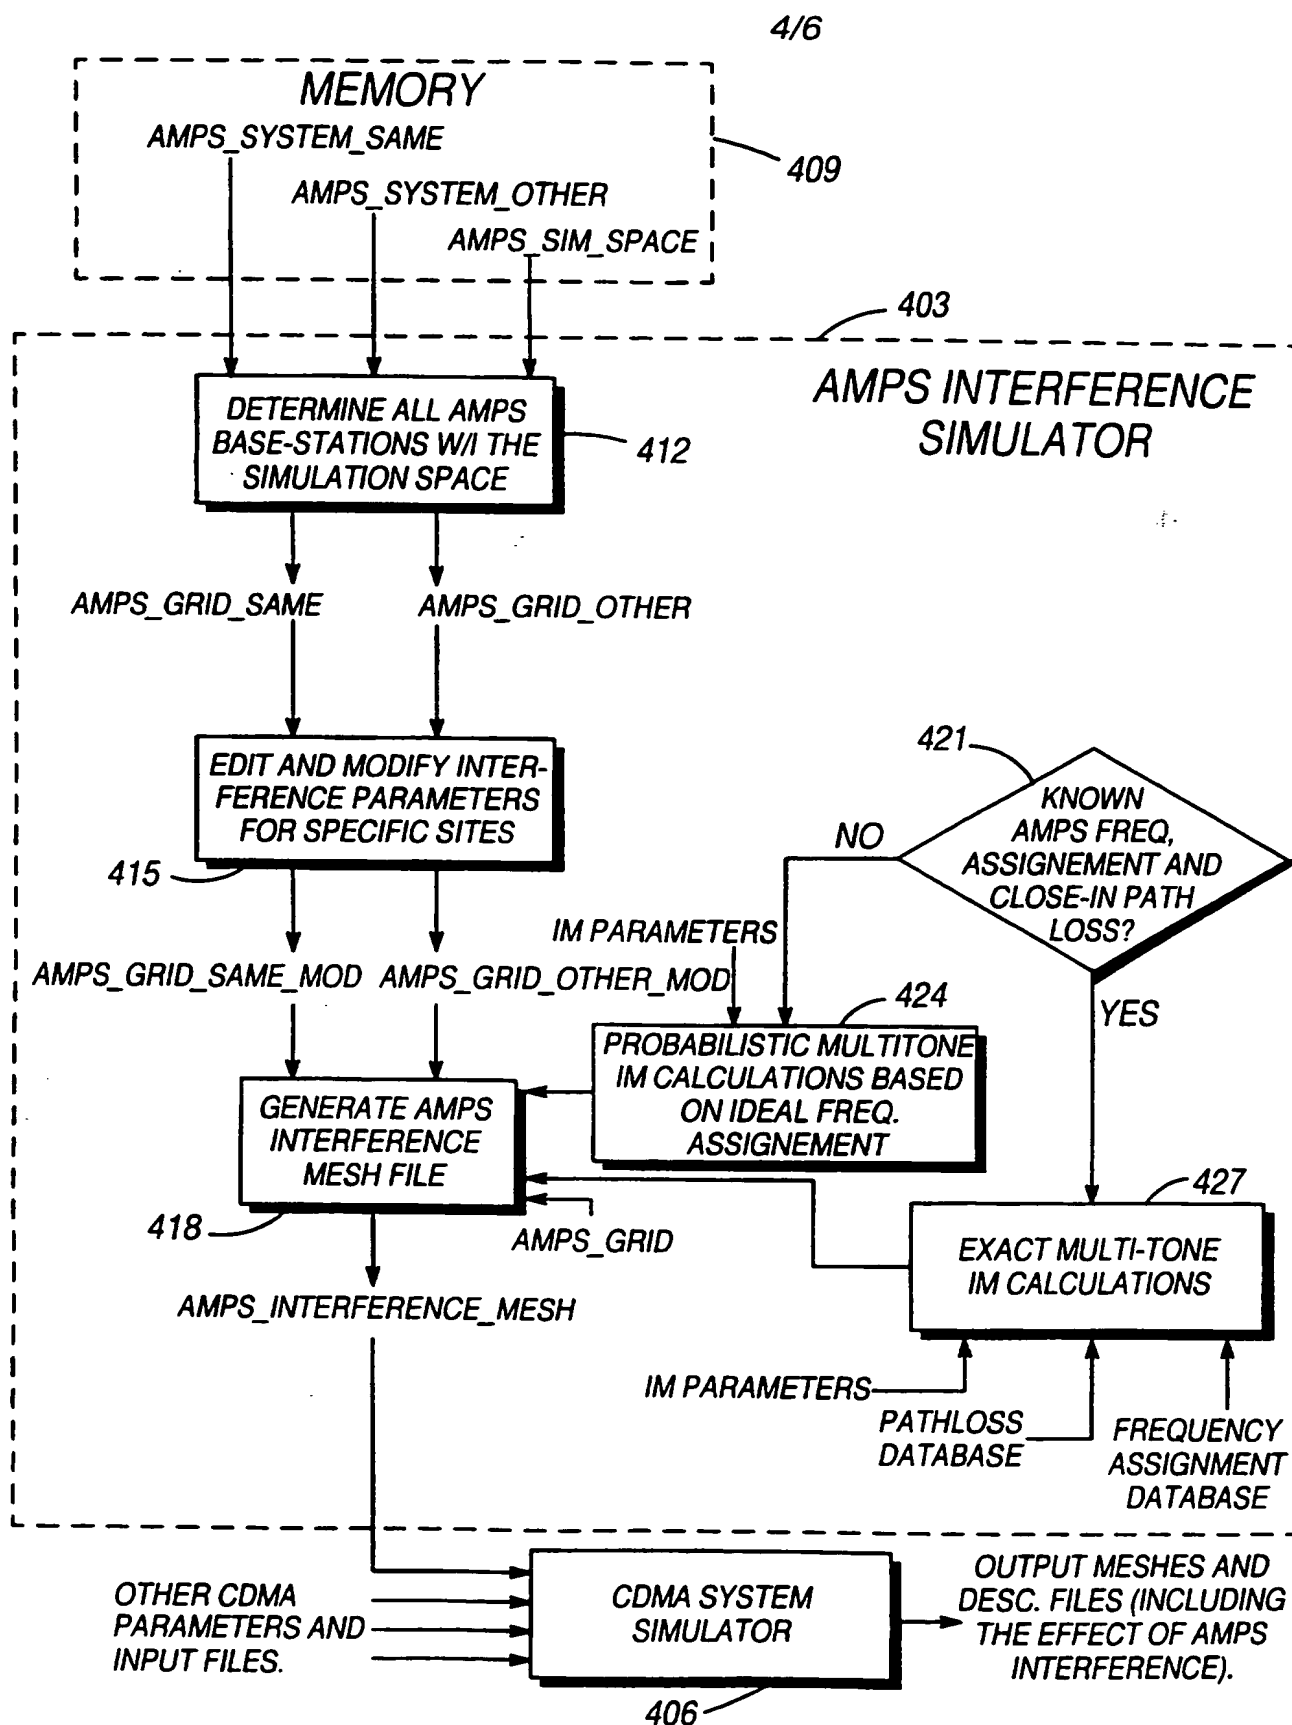 4/6
MEMORY
AMPS_SYSTEM_SAME
409
AMPS_SYSTEM_OTHER
AMPS_SIM_SPACE
403
AMPS INTERFERENCE
SIMULATOR
DETERMINE ALL AMPS
BASE-STATIONS W/I THE
SIMULATION SPACE
412
AMPS_GRID_SAME
AMPS_GRID_OTHER
EDIT AND MODIFY INTER-
FERENCE PARAMETERS
FOR SPECIFIC SITES
415
421
KNOWN
AMPS FREQ,
ASSIGNEMENT AND
CLOSE-IN PATH
LOSS?
NO
YES
IM PARAMETERS
AMPS_GRID_SAME_MOD
AMPS_GRID_OTHER_MOD
424
PROBABILISTIC MULTITONE
IM CALCULATIONS BASED
ON IDEAL FREQ.
ASSIGNEMENT
GENERATE AMPS
INTERFERENCE
MESH FILE
418
AMPS_GRID
427
EXACT MULTI-TONE
IM CALCULATIONS
AMPS_INTERFERENCE_MESH
IM PARAMETERS
PATHLOSS
DATABASE
FREQUENCY
ASSIGNMENT
DATABASE
OTHER CDMA
PARAMETERS AND
INPUT FILES.
CDMA SYSTEM
SIMULATOR
406
OUTPUT MESHES AND
DESC. FILES (INCLUDING
THE EFFECT OF AMPS
INTERFERENCE).